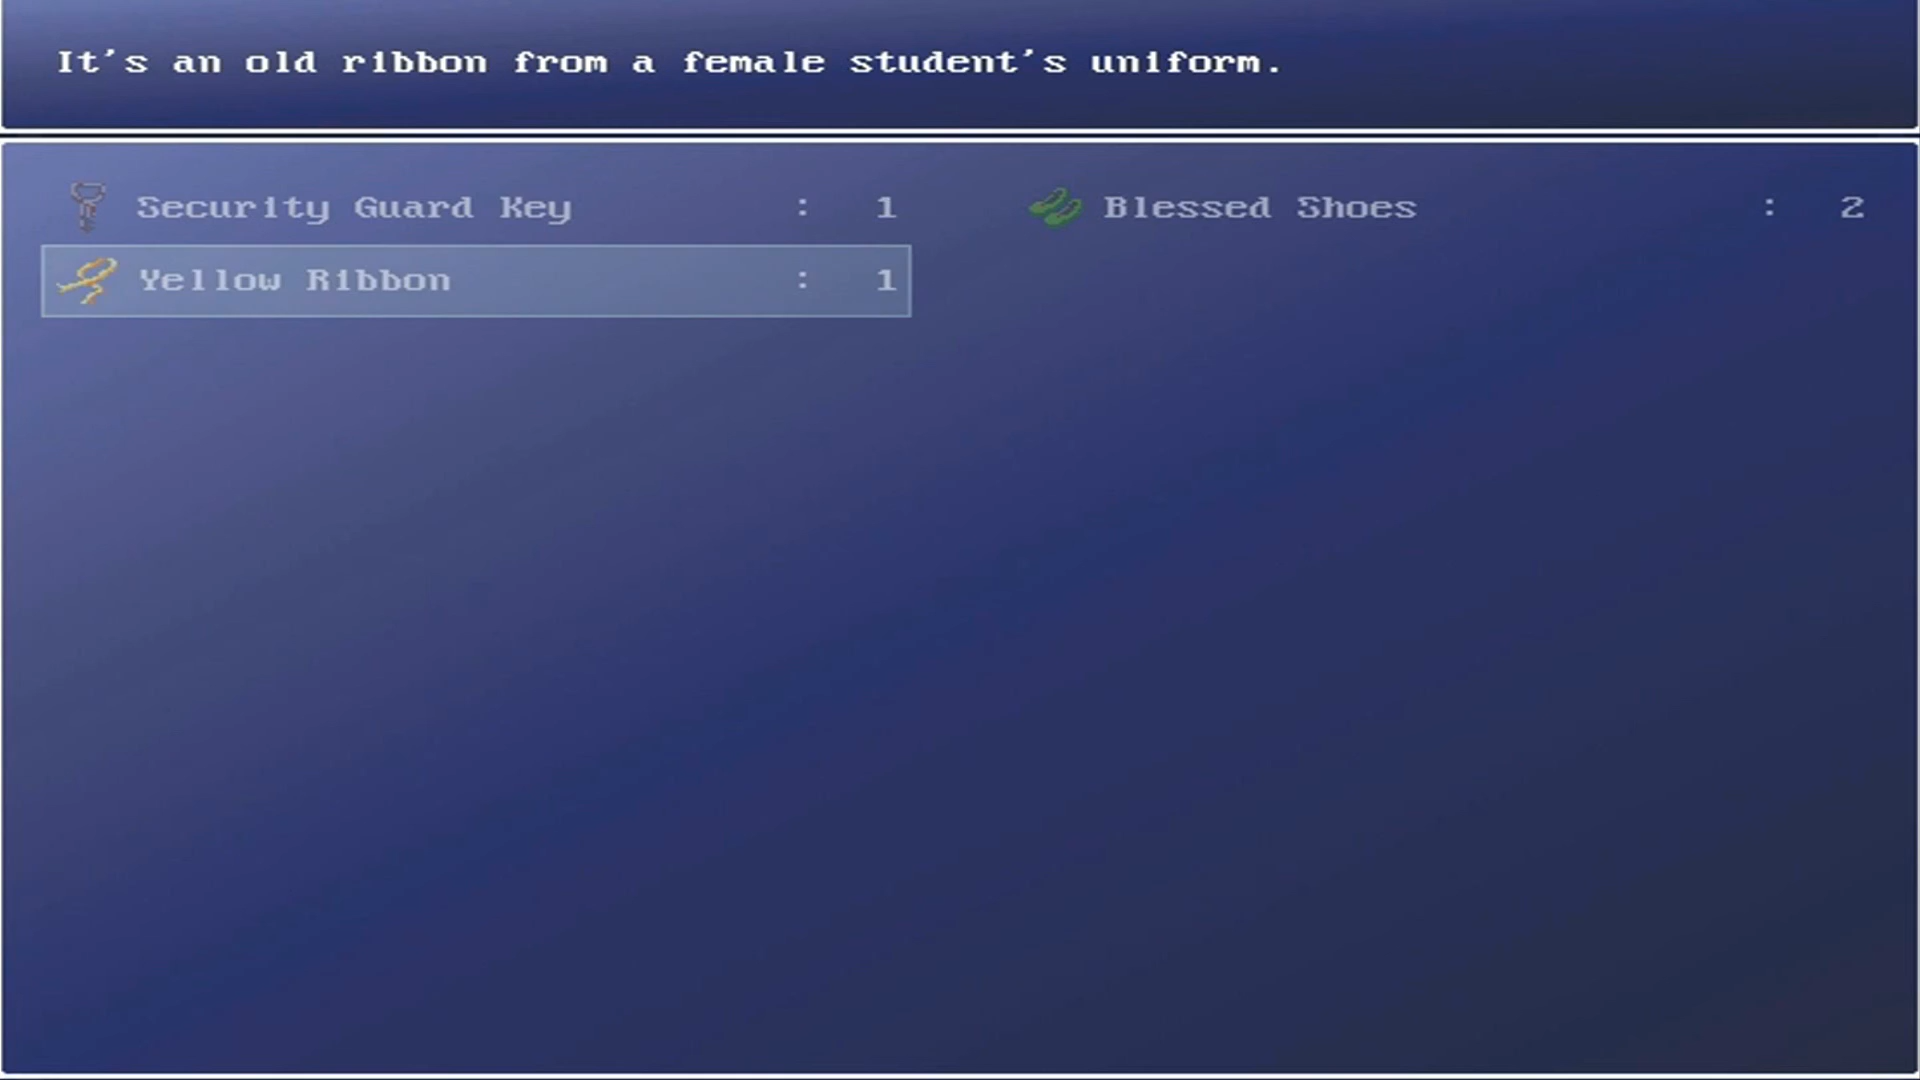 It's an old ribbon from a female student's uniform.
Security Guard Key : 1 Blessed Shoes : 2
Yellow Ribbon : 1